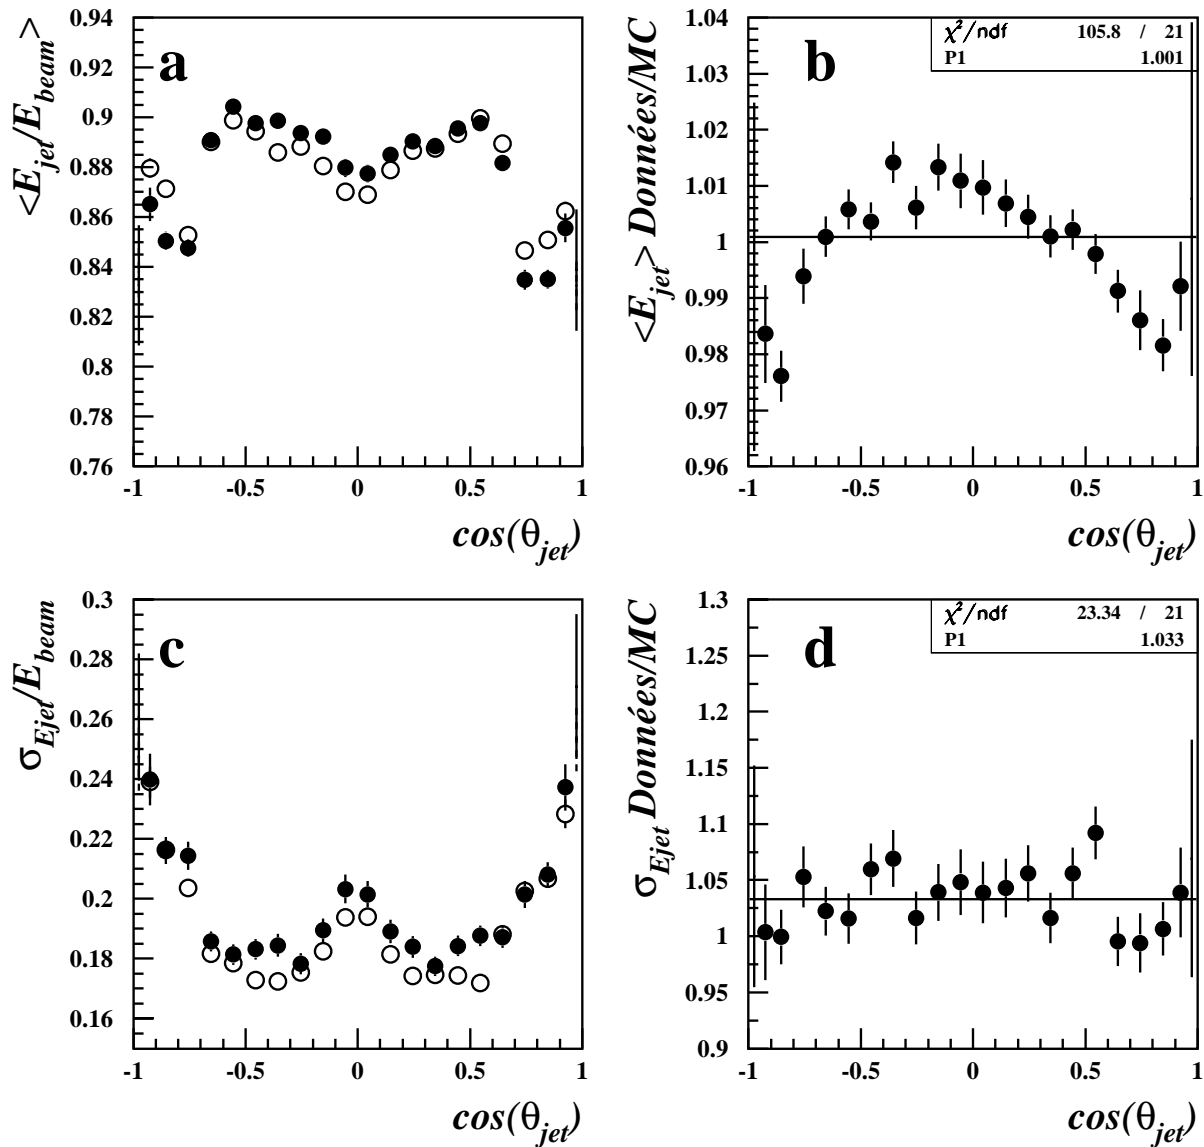 a
<E_jet/E_beam>
0.94
0.92
0.9
0.88
0.86
0.84
0.82
0.8
0.78
0.76
-1 -0.5 0 0.5 1
cos(θ_jet)
b
<E_jet> Données/MC
χ²/ndf 105.8 / 21
P1 1.001
1.04
1.03
1.02
1.01
1
0.99
0.98
0.97
0.96
-1 -0.5 0 0.5 1
cos(θ_jet)
c
σ_Ejet/E_beam
0.3
0.28
0.26
0.24
0.22
0.2
0.18
0.16
-1 -0.5 0 0.5 1
cos(θ_jet)
d
σ_Ejet Données/MC
χ²/ndf 23.34 / 21
P1 1.033
1.3
1.25
1.2
1.15
1.1
1.05
1
0.95
0.9
-1 -0.5 0 0.5 1
cos(θ_jet)